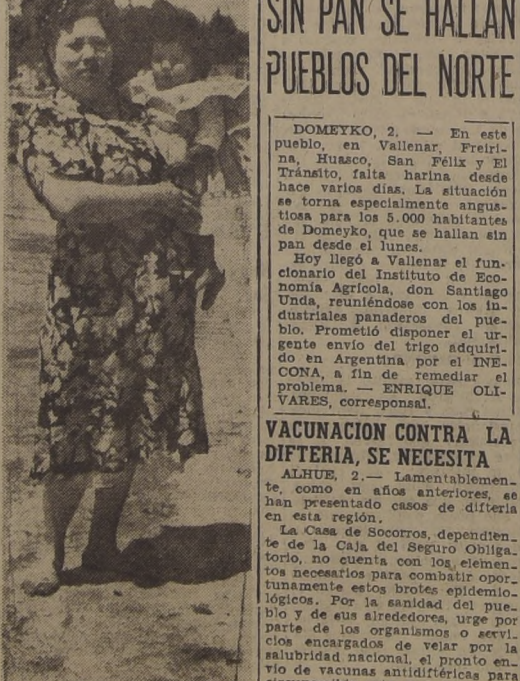 SIN PAN SE HALLAN
PUEBLOS DEL NORTE
DOMEYKO, 2. — En este
pueblo, en Vallenar, Freiri-
na, Huasco, San Félix y El
Tránsito, falta harina desde
hace varios días. La situación
se torna especialmente angus-
tiosa para los 5.000 habitantes
de Domeyko, que se hallan sin
pan desde el lunes.
Hoy llegó a Vallenar el fun-
cionario del Instituto de Eco-
nomía Agrícola, don Santiago
Unda, reuniéndose con los in-
dustriales panaderos del pue-
blo. Prometió disponer el ur-
gente envío del trigo adquiri-
do en Argentina por el INE-
CONA, a fin de remediar el
problema. — ENRIQUE OLI-
VARES, corresponsal.
VACUNACION CONTRA LA
DIFTERIA, SE NECESITA
ALHUE, 2.— Lamentablemen-
te, como en años anteriores, se
han presentado casos de difteria
en esta región.
La Casa de Socorros, dependien-
te de la Caja del Seguro Obliga-
torio, no cuenta con los elemen-
tos necesarios para combatir opor-
tunamente estos brotes epidemio-
lógicos. Por la sanidad del pue-
blo y de sus alrededores, urge por
parte de los organismos o servi-
cios encargados de velar por la
salubridad nacional, el pronto en-
vío de vacunas antidiftéricas para